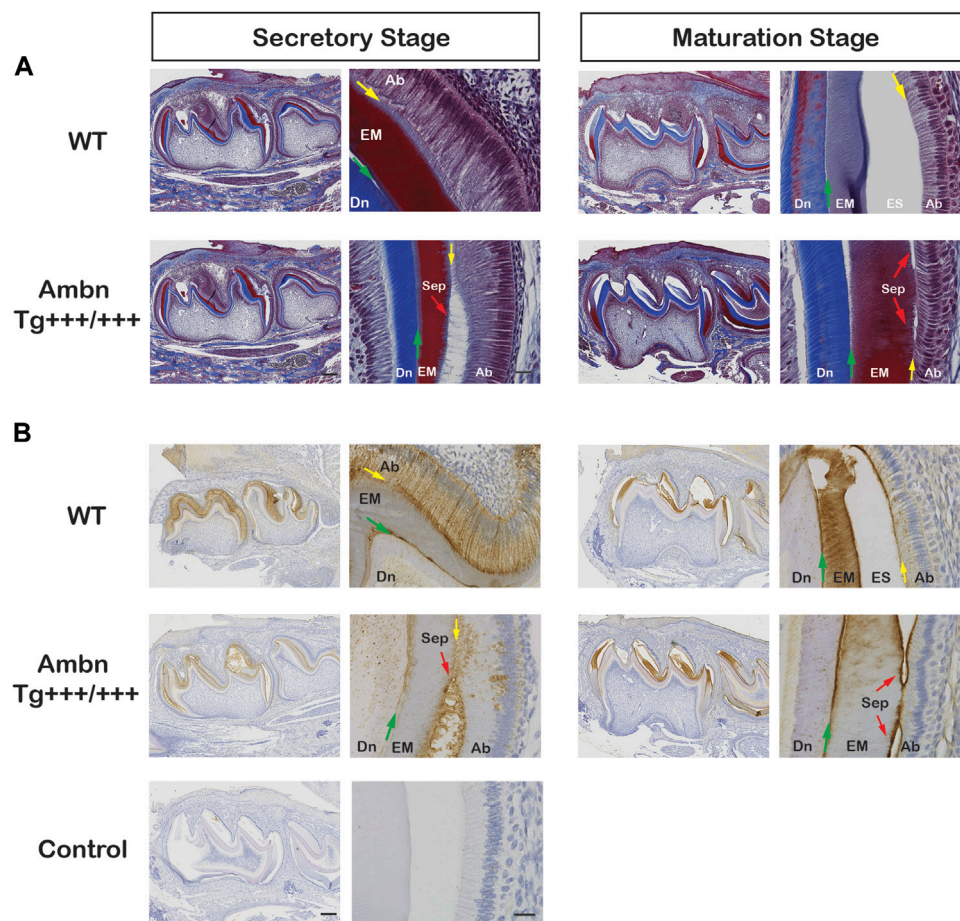 Secretory Stage
Maturation Stage
A
WT
Ab
EM
Dn
Dn
EM
ES
Ab
Ambn
Tg+++/+++
Sep
Dn
EM
Ab
Sep
Dn
EM
Ab
B
WT
Ab
EM
Dn
Dn
EM
ES
Ab
Ambn
Tg+++/+++
Sep
Dn
EM
Ab
Sep
Dn
EM
Ab
Control